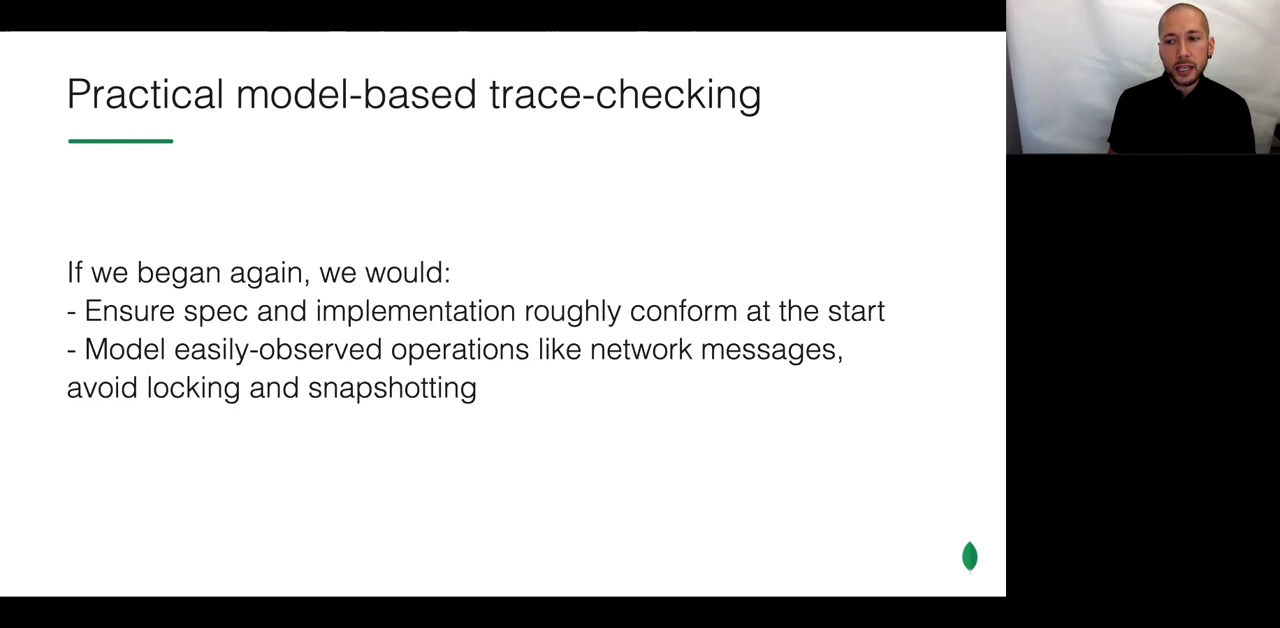 Practical model-based trace-checking
If we began again, we would:
- Ensure spec and implementation roughly conform at the start
- Model easily-observed operations like network messages,
avoid locking and snapshotting